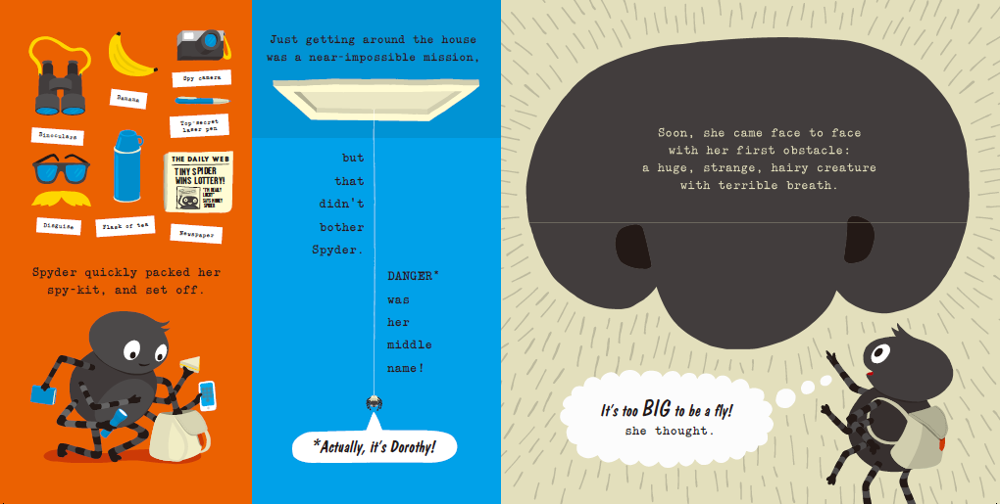 Spy camera
Banana
Top-secret
laser pen
Binoculars
THE DAILY WEB
TINY SPIDER
WINS LOTTERY!
"I'M REALLY
LUCKY"
SAYS MONEY
SPIDER
Disguise
Flask of tea
Newspaper
Spyder quickly packed her
spy-kit, and set off.
Just getting around the house
was a near-impossible mission,
but
that
didn't
bother
Spyder.
DANGER*
was
her
middle
name!
*Actually, it's Dorothy!
Soon, she came face to face
with her first obstacle:
a huge, strange, hairy creature
with terrible breath.
It's too BIG to be a fly!
she thought.